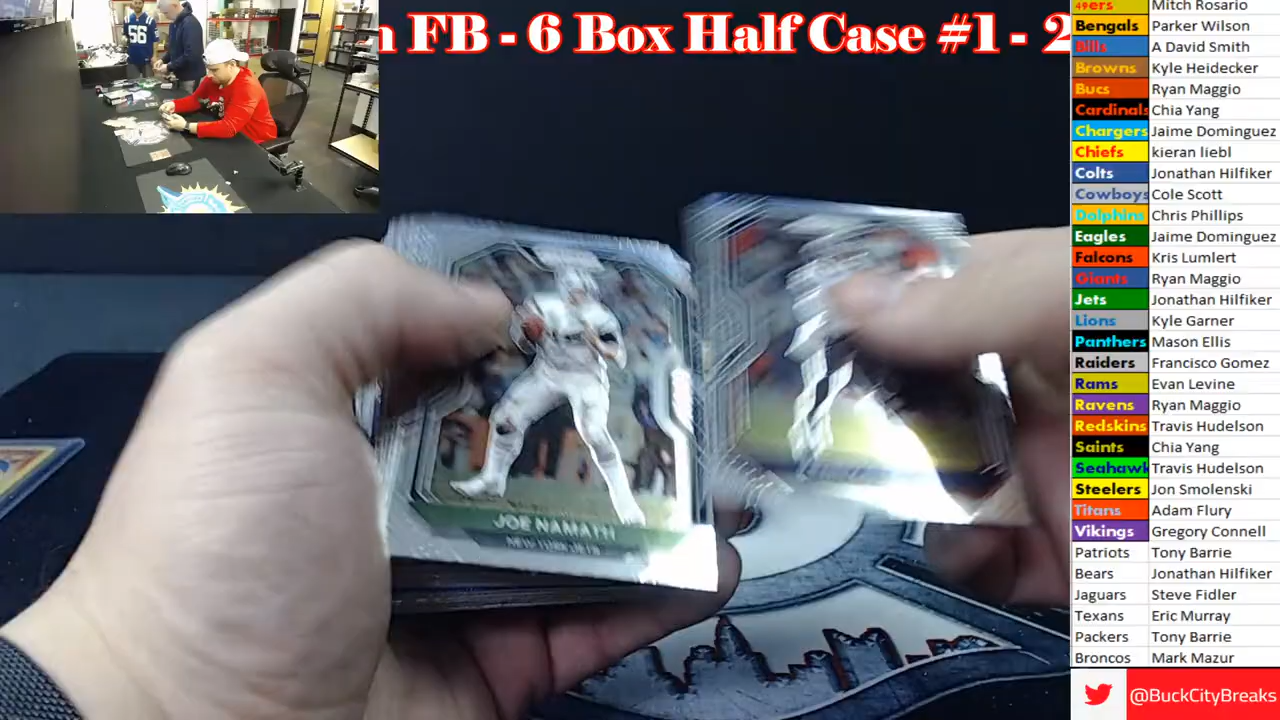 n FB - 6 Box Half Case #1 - 2
56
JOE NAMATH
NEW YORK JETS
49ers Mitch Rosario
Bengals Parker Wilson
Bills A David Smith
Browns Kyle Heidecker
Bucs Ryan Maggio
Cardinals Chia Yang
Chargers Jaime Dominguez
Chiefs kieran liebl
Colts Jonathan Hilfiker
Cowboys Cole Scott
Dolphins Chris Phillips
Eagles Jaime Dominguez
Falcons Kris Lumlert
Giants Ryan Maggio
Jets Jonathan Hilfiker
Lions Kyle Garner
Panthers Mason Ellis
Raiders Francisco Gomez
Rams Evan Levine
Ravens Ryan Maggio
Redskins Travis Hudelson
Saints Chia Yang
Seahawk Travis Hudelson
Steelers Jon Smolenski
Titans Adam Flury
Vikings Gregory Connell
Patriots Tony Barrie
Bears Jonathan Hilfiker
Jaguars Steve Fidler
Texans Eric Murray
Packers Tony Barrie
Broncos Mark Mazur
@BuckCityBreaks